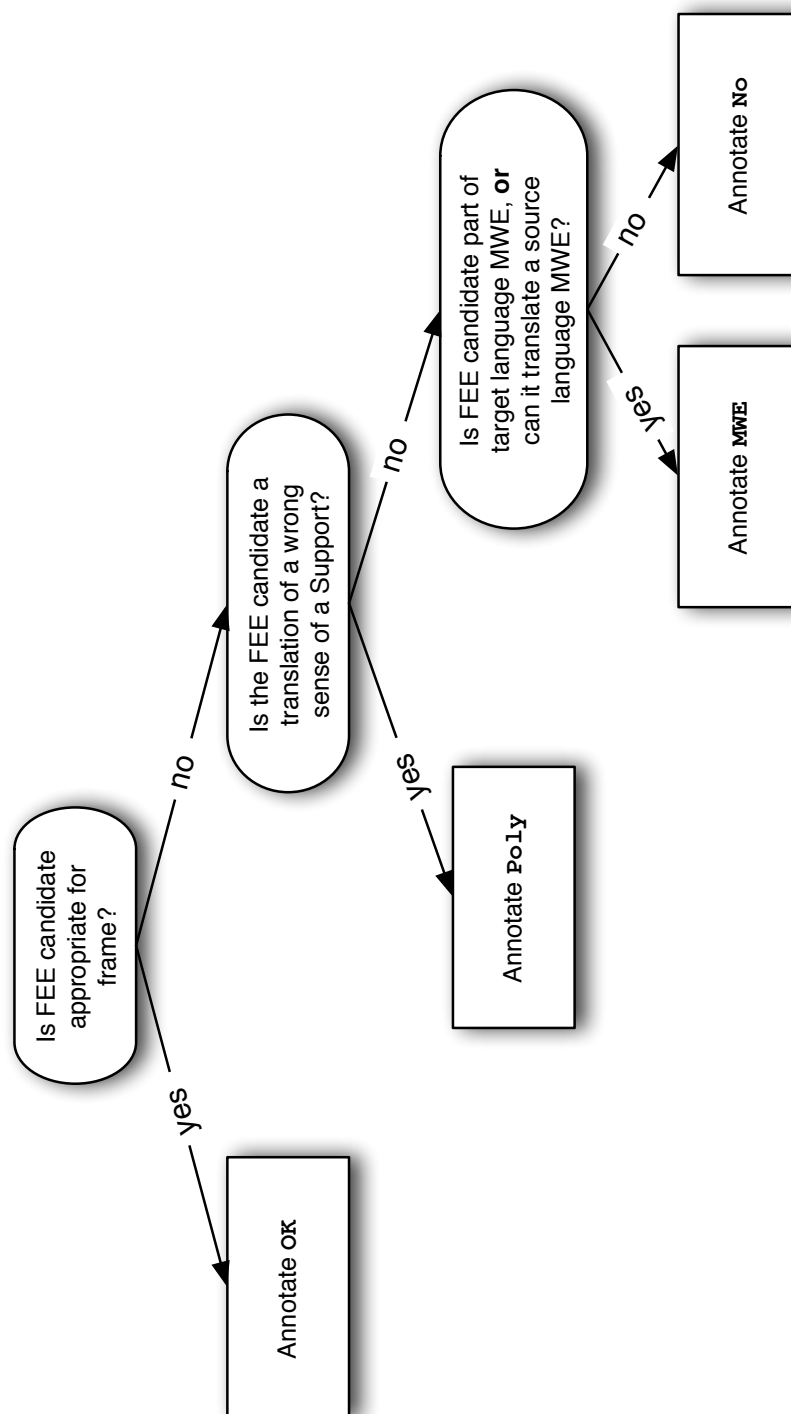 Is FEE candidate
appropriate for
frame?
yes
no
Annotate OK
Is the FEE candidate a
translation of a wrong
sense of a Support?
yes
no
Annotate Poly
Is FEE candidate part of
target language MWE, or
can it translate a source
language MWE?
yes
no
Annotate MWE
Annotate No